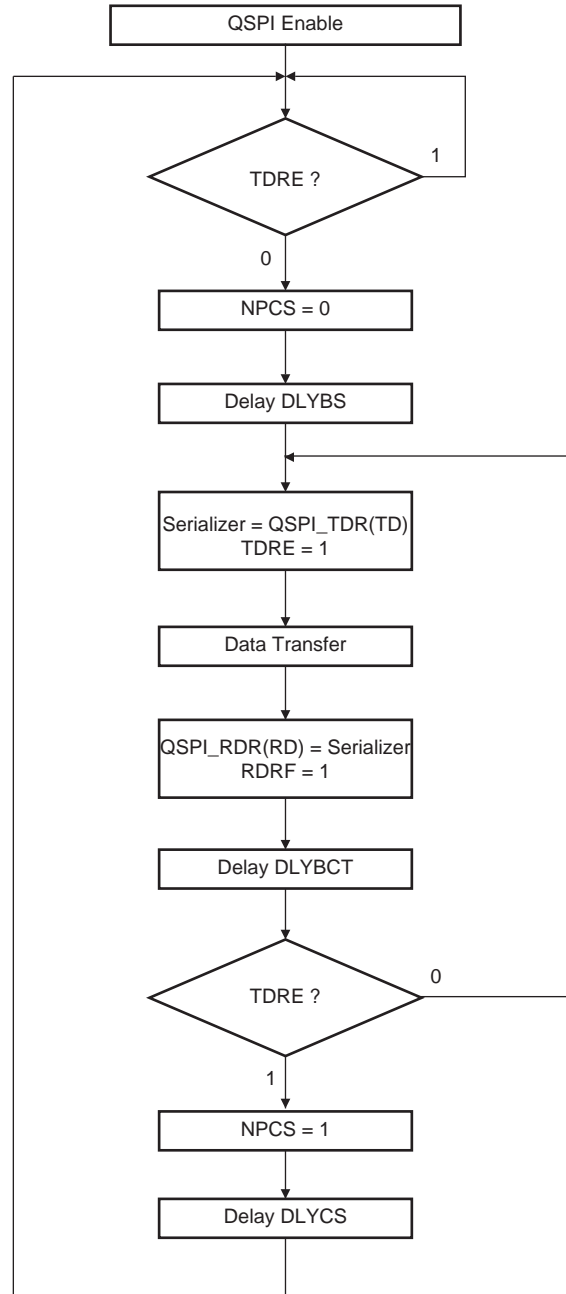 QSPI Enable
TDRE ?
1
0
NPCS = 0
Delay DLYBS
Serializer = QSPI_TDR(TD)
TDRE = 1
Data Transfer
QSPI_RDR(RD) = Serializer
RDRF = 1
Delay DLYBCT
TDRE ?
0
1
NPCS = 1
Delay DLYCS